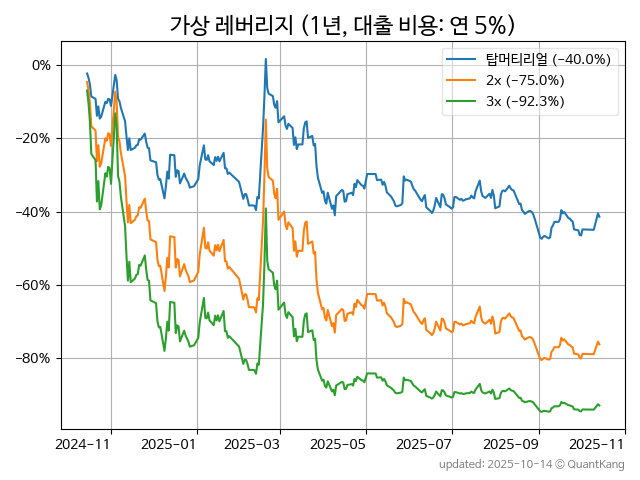 가상 레버리지 (1년, 대출 비용: 연 5%)
탑머티리얼 (−40.0%)
2x (−75.0%)
3x (−92.3%)
0%
−20%
−40%
−60%
−80%
2024-11 2025-01 2025-03 2025-05 2025-07 2025-09 2025-11
updated: 2025-10-14 © QuantKang